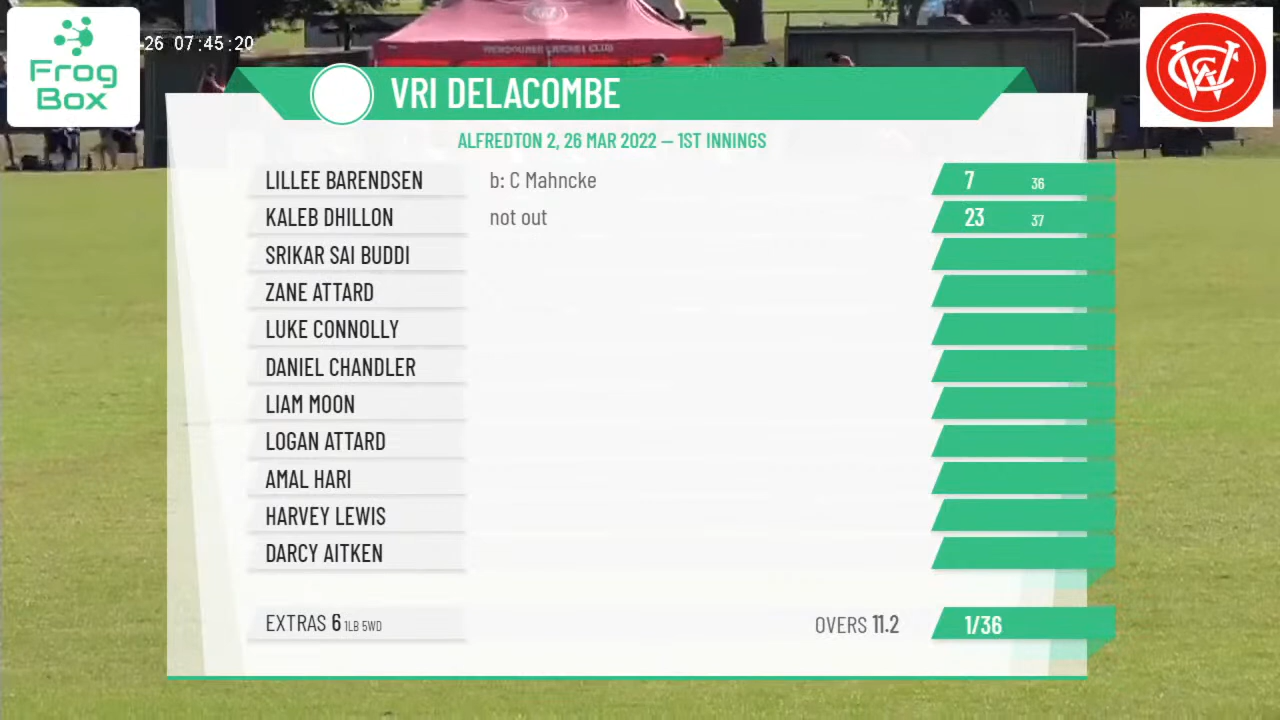 Frog
Box
-26 07:45:20
VRI DELACOMBE
ALFREDTON 2, 26 MAR 2022 – 1ST INNINGS
LILLEE BARENDSEN b: C Mahncke 7 36
KALEB DHILLON not out 23 37
SRIKAR SAI BUDDI
ZANE ATTARD
LUKE CONNOLLY
DANIEL CHANDLER
LIAM MOON
LOGAN ATTARD
AMAL HARI
HARVEY LEWIS
DARCY AITKEN
EXTRAS 6 1LB 5WD OVERS 11.2 1/36